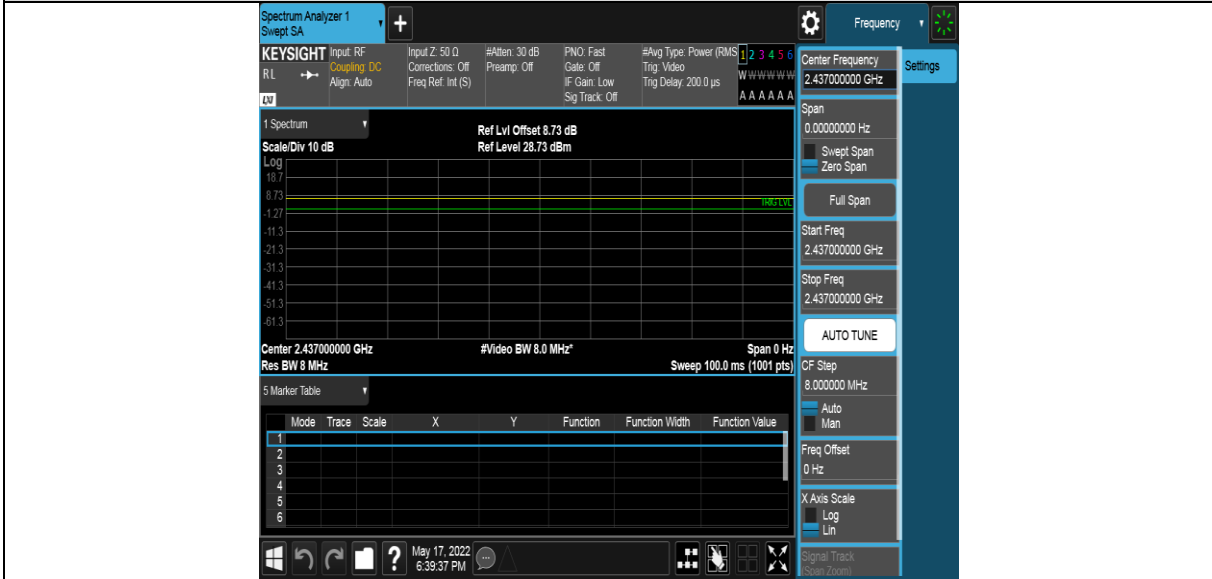 Spectrum Analyzer 1
Swept SA
+
Frequency
KEYSIGHT
RL
LXI
Input: RF
Coupling: DC
Align: Auto
Input Z: 50 Ω
Corrections: Off
Freq Ref: Int (S)
#Atten: 30 dB
Preamp: Off
PNO: Fast
Gate: Off
IF Gain: Low
Sig Track: Off
#Avg Type: Power (RMS
Trig: Video
Trig Delay: 200.0 µs
1 2 3 4 5 6
W W W W W W
A A A A A A
1 Spectrum
Scale/Div 10 dB
Ref Lvl Offset 8.73 dB
Ref Level 28.73 dBm
Log
18.7
8.73
-1.27
-11.3
-21.3
-31.3
-41.3
-51.3
-61.3
TRIG LVL
Center 2.437000000 GHz
#Video BW 8.0 MHz*
Span 0 Hz
Res BW 8 MHz
Sweep 100.0 ms (1001 pts)
5 Marker Table
Mode Trace Scale X Y Function Function Width Function Value
1
2
3
4
5
6
?
May 17, 2022
6:39:37 PM
Center Frequency
2.437000000 GHz
Settings
Span
0.00000000 Hz
Swept Span
Zero Span
Full Span
Start Freq
2.437000000 GHz
Stop Freq
2.437000000 GHz
AUTO TUNE
CF Step
8.000000 MHz
Auto
Man
Freq Offset
0 Hz
X Axis Scale
Log
Lin
Signal Track
(Span Zoom)